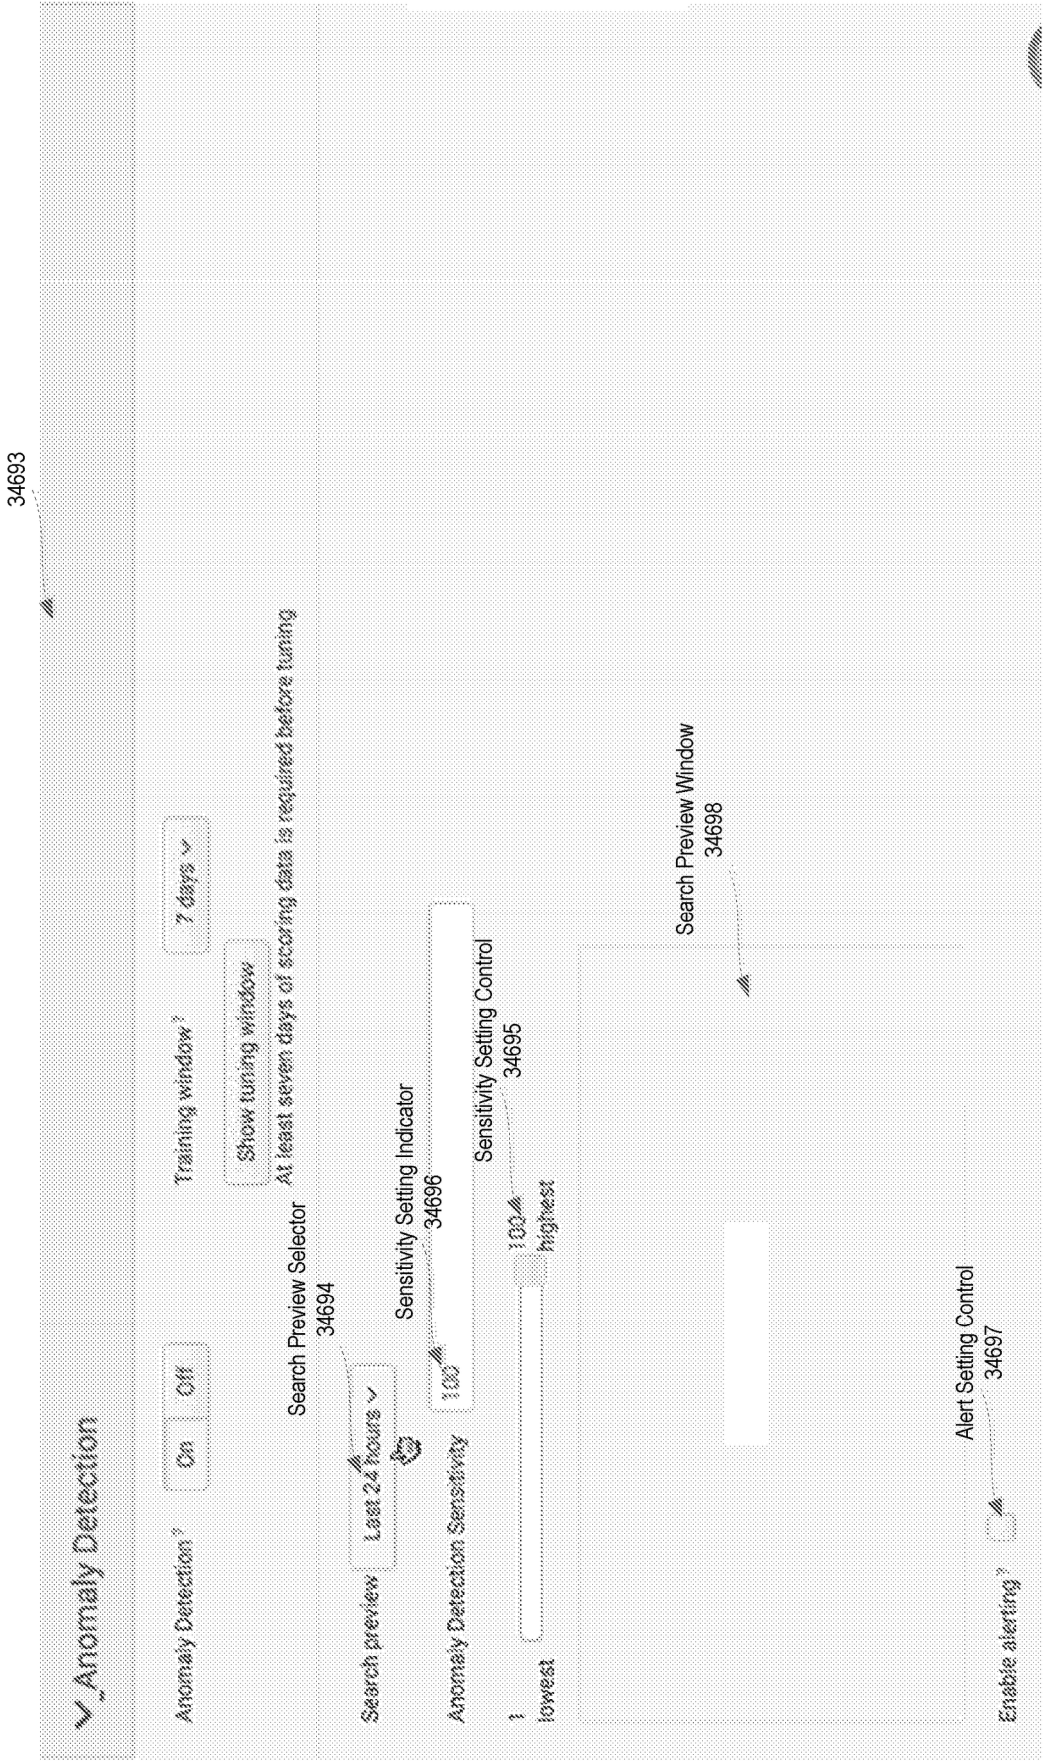 34693
Anomaly Detection
Anomaly Detection?
On
Off
Training window?
7 days
Show tuning window
At least seven days of scoring data is required before tuning
Search Preview Selector
34694
Search preview
Last 24 hours
Sensitivity Setting Indicator
34696
Anomaly Detection Sensitivity
100
Sensitivity Setting Control
34695
1
100
lowest
highest
Search Preview Window
34698
Alert Setting Control
34697
Enable alerting?